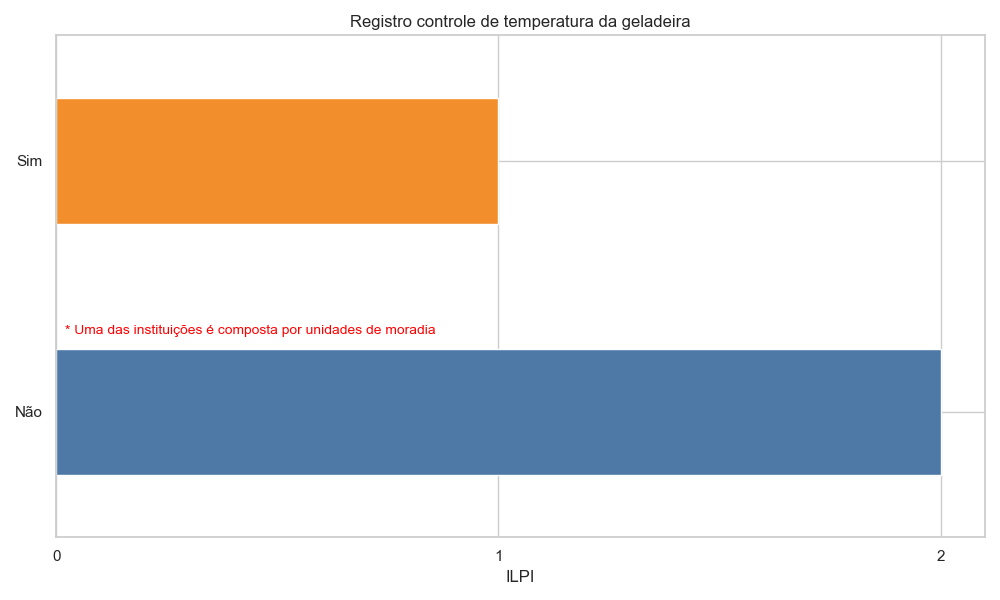 Registro controle de temperatura da geladeira
Sim
* Uma das instituições é composta por unidades de moradia
Não
0
1
2
ILPI